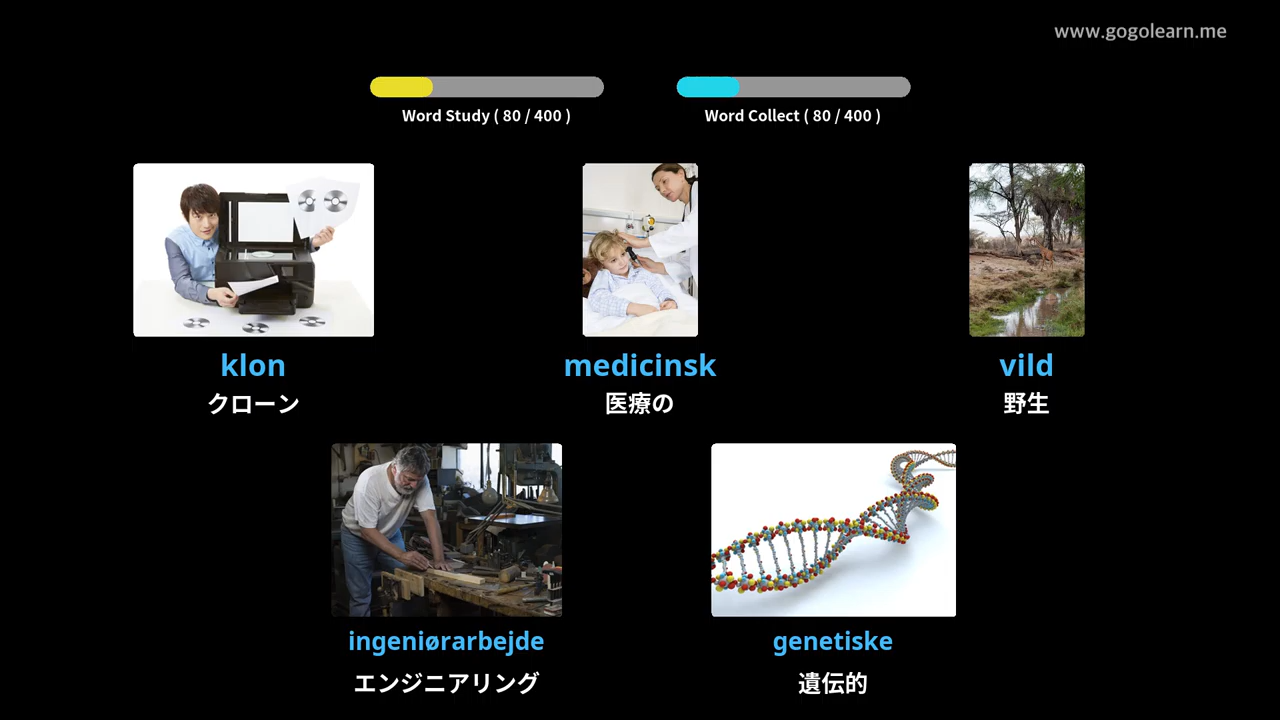 www.gogolearn.me
Word Study ( 80 / 400 )
Word Collect ( 80 / 400 )
klon
クローン
medicinsk
医療の
vild
野生
ingeniørarbejde
エンジニアリング
genetiske
遺伝的